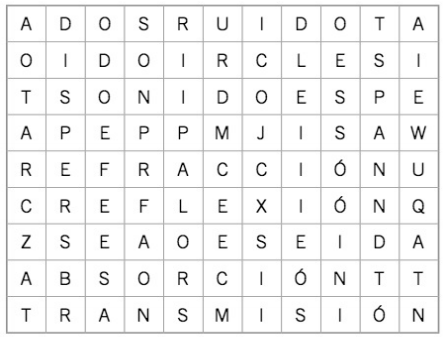 A D O S R U I D O T A
O I D O I R C L E S I
T S O N I D O E S P E
A P E P P M J I S A W
R E F R A C C I Ó N U
C R E F L E X I Ó N Q
Z S E A O E S E I D A
A B S O R C I Ó N T T
T R A N S M I S I Ó N